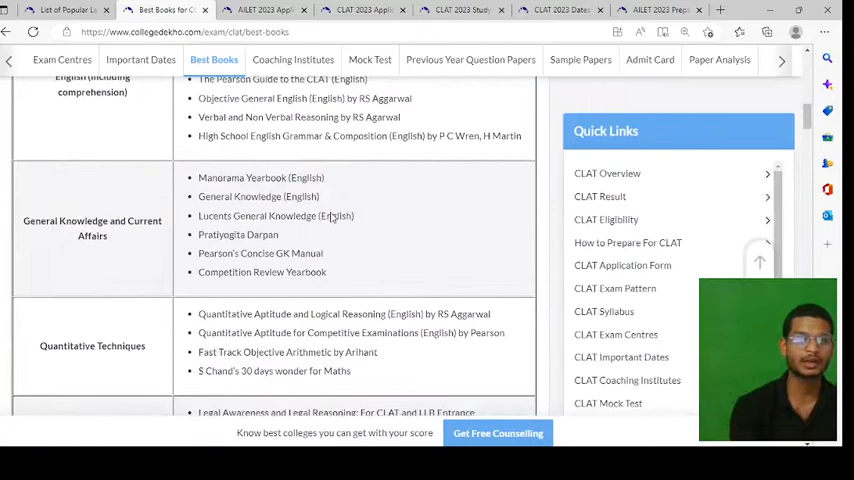 List of Popular La
Best Books for C
AILET 2023 Appl
CLAT 2023 Applic
CLAT 2023 Study
CLAT 2023 Dates
AILET 2023 Prepa
https://www.collegedekho.com/exam/clat/best-books
Exam Centres
Important Dates
Best Books
Coaching Institutes
Mock Test
Previous Year Question Papers
Sample Papers
Admit Card
Paper Analysis
English (including
comprehension)
The Pearson Guide to the CLAT (English)
Objective General English (English) by RS Aggarwal
Verbal and Non Verbal Reasoning by RS Agarwal
High School English Grammar & Composition (English) by P C Wren, H Martin
General Knowledge and Current
Affairs
Manorama Yearbook (English)
General Knowledge (English)
Lucents General Knowledge (English)
Pratiyogita Darpan
Pearson's Concise GK Manual
Competition Review Yearbook
Quantitative Techniques
Quantitative Aptitude and Logical Reasoning (English) by RS Aggarwal
Quantitative Aptitude for Competitive Examinations (English) by Pearson
Fast Track Objective Arithmetic by Arihant
S Chand's 30 days wonder for Maths
Legal Awareness and Legal Reasoning: For CLAT and LLB Entrance
Quick Links
CLAT Overview
CLAT Result
CLAT Eligibility
How to Prepare For CLAT
CLAT Application Form
CLAT Exam Pattern
CLAT Syllabus
CLAT Exam Centres
CLAT Important Dates
CLAT Coaching Institutes
CLAT Mock Test
Know best colleges you can get with your score
Get Free Counselling